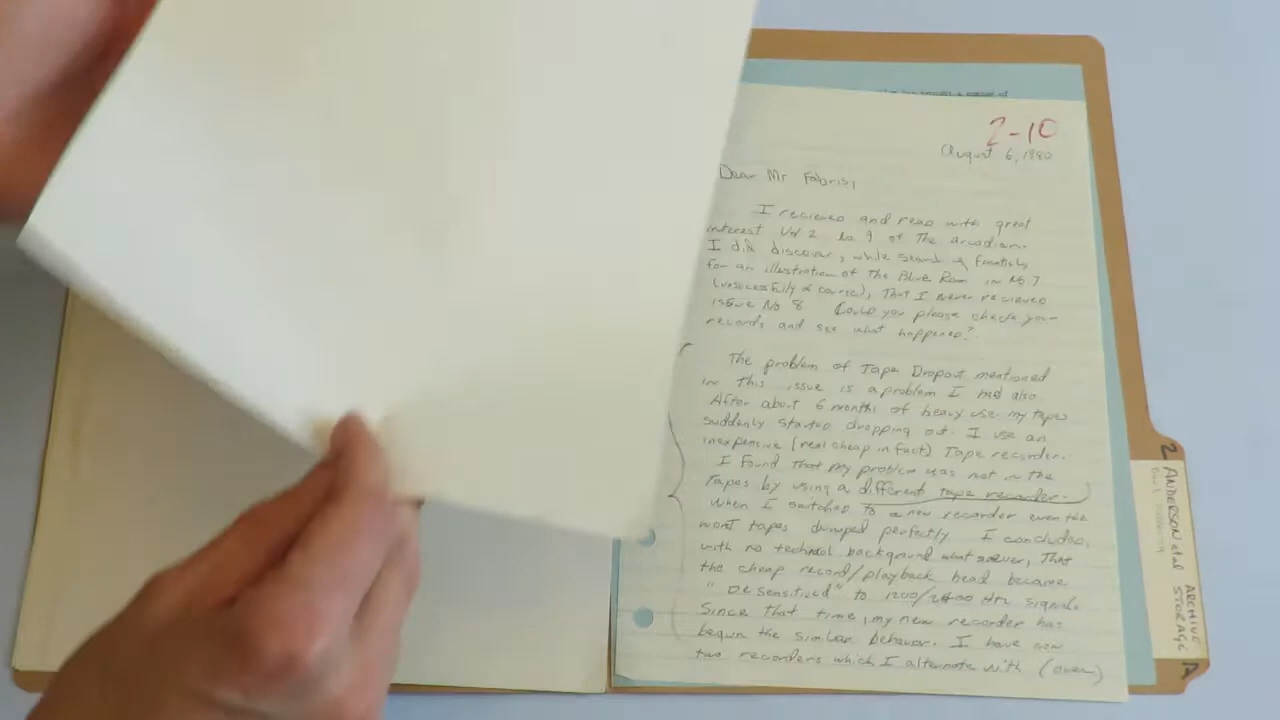 2-10
August 6, 1980
Dear Mr Fabris,
I recieved and read with great
interest Vol 2 No 9 of The Arcadian.
I did discover, while search
for an illustration of The Blue Ram in No 7
(unsuccessfully of course), That I never recieved
issue No 8. Could you please check your
records and see what happened?
The problem of Tape Dropout mentioned
in this issue is a problem I had also.
After about 6 months of heavy use my tapes
suddenly started dropping out. I use an
inexpensive (real cheap in fact) Tape recorder.
I found that my problem was not in the
Tapes by using a different tape recorder.
When I switched to a new recorder even the
worst tapes dumped perfectly. I concluded,
with no technical background what soever, That
the cheap record/playback head became
"Desensitized" to 1200/2400 Htz signals.
Since that time, my new recorder has
begun the similar behavior. I have now
two recorders which I alternate with (over)
2
ANDERSON et al
ARCHIVE
STORAGE
A